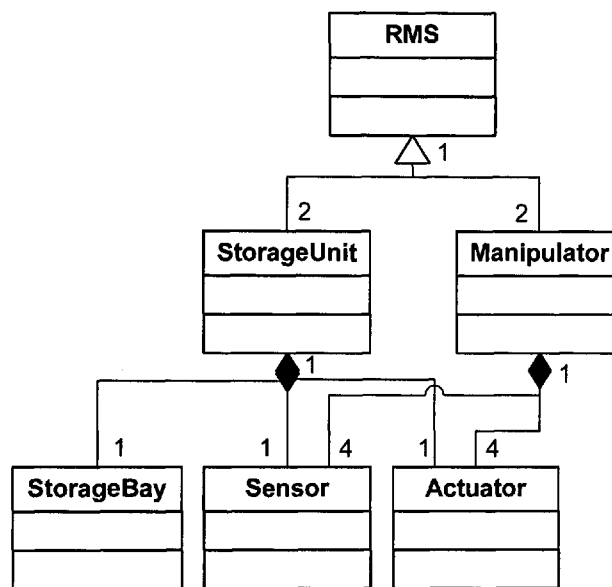 RMS
1
2 2
StorageUnit Manipulator
1 1
1 1 4 1 4
StorageBay Sensor Actuator